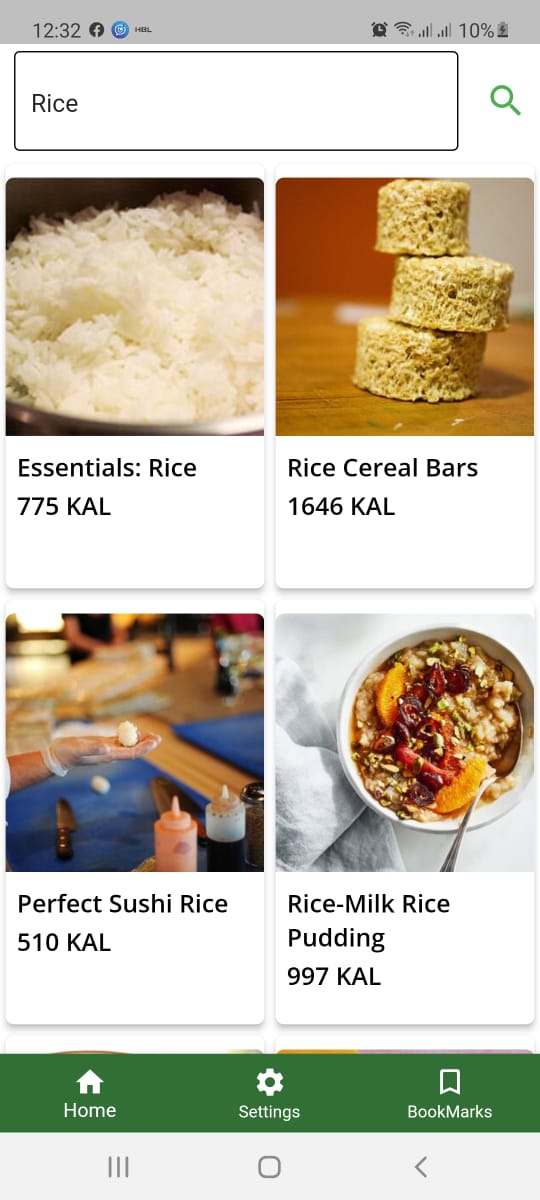 12:32 HBL 10%
Rice
Essentials: Rice
775 KAL
Rice Cereal Bars
1646 KAL
Perfect Sushi Rice
510 KAL
Rice-Milk Rice
Pudding
997 KAL
Home
Settings
BookMarks